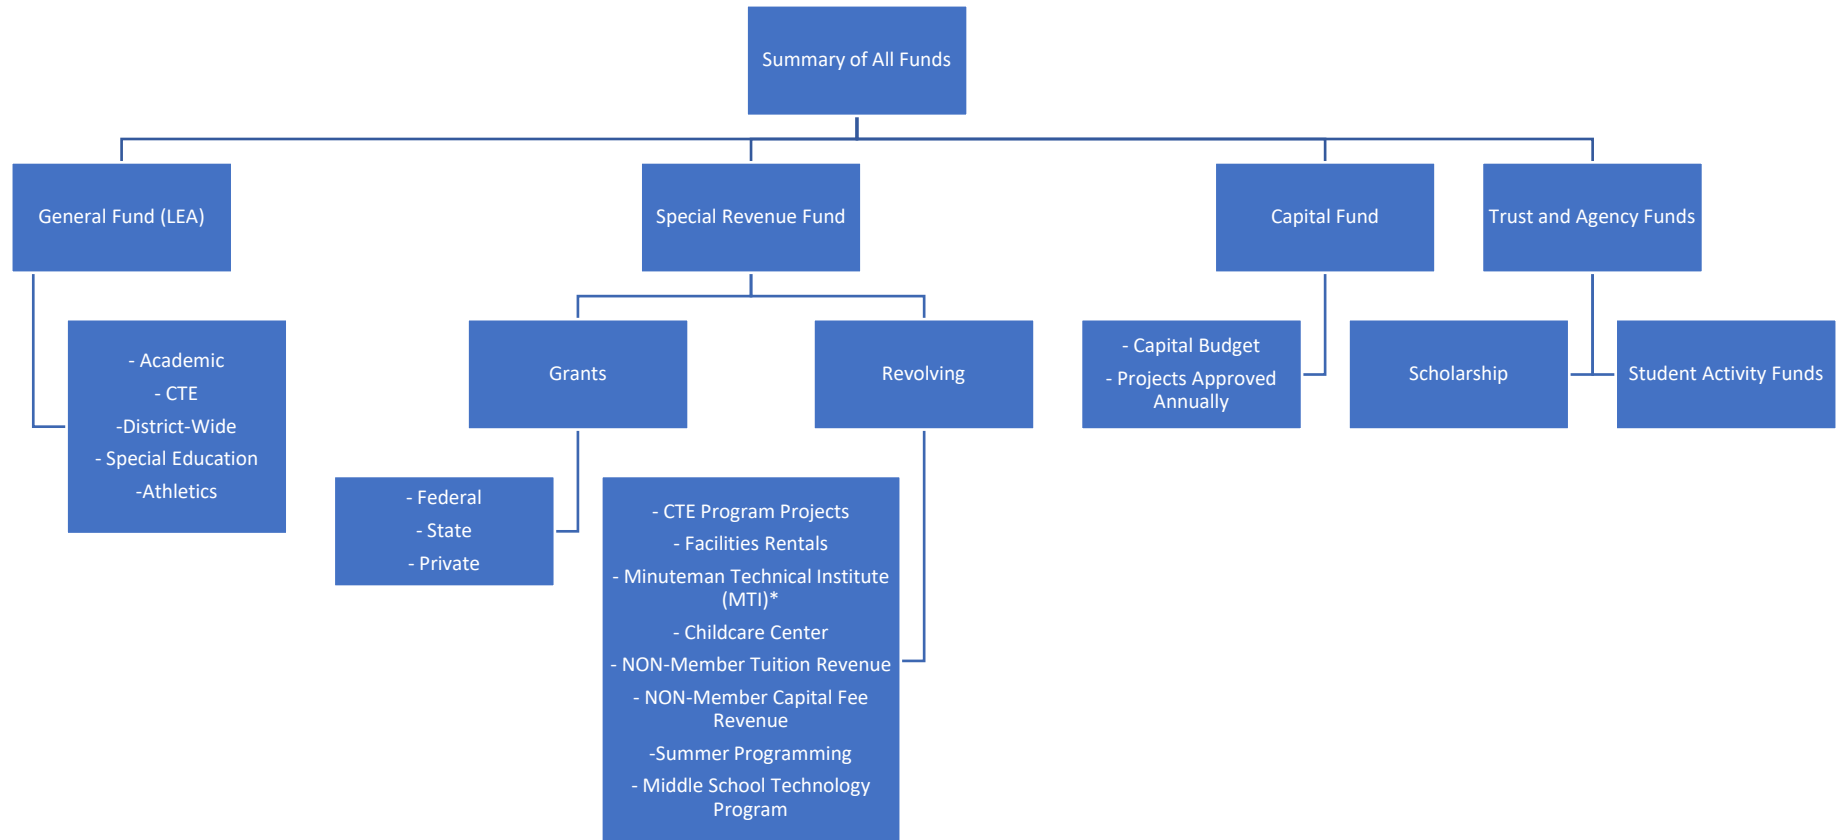 Summary of All Funds
General Fund (LEA)
Special Revenue Fund
Capital Fund
Trust and Agency Funds
- Academic
- CTE
-District-Wide
- Special Education
-Athletics
Grants
Revolving
- Capital Budget
- Projects Approved
Annually
Scholarship
Student Activity Funds
- Federal
- State
- Private
- CTE Program Projects
- Facilities Rentals
- Minuteman Technical Institute
(MTI)*
- Childcare Center
- NON-Member Tuition Revenue
- NON-Member Capital Fee
Revenue
-Summer Programming
- Middle School Technology
Program